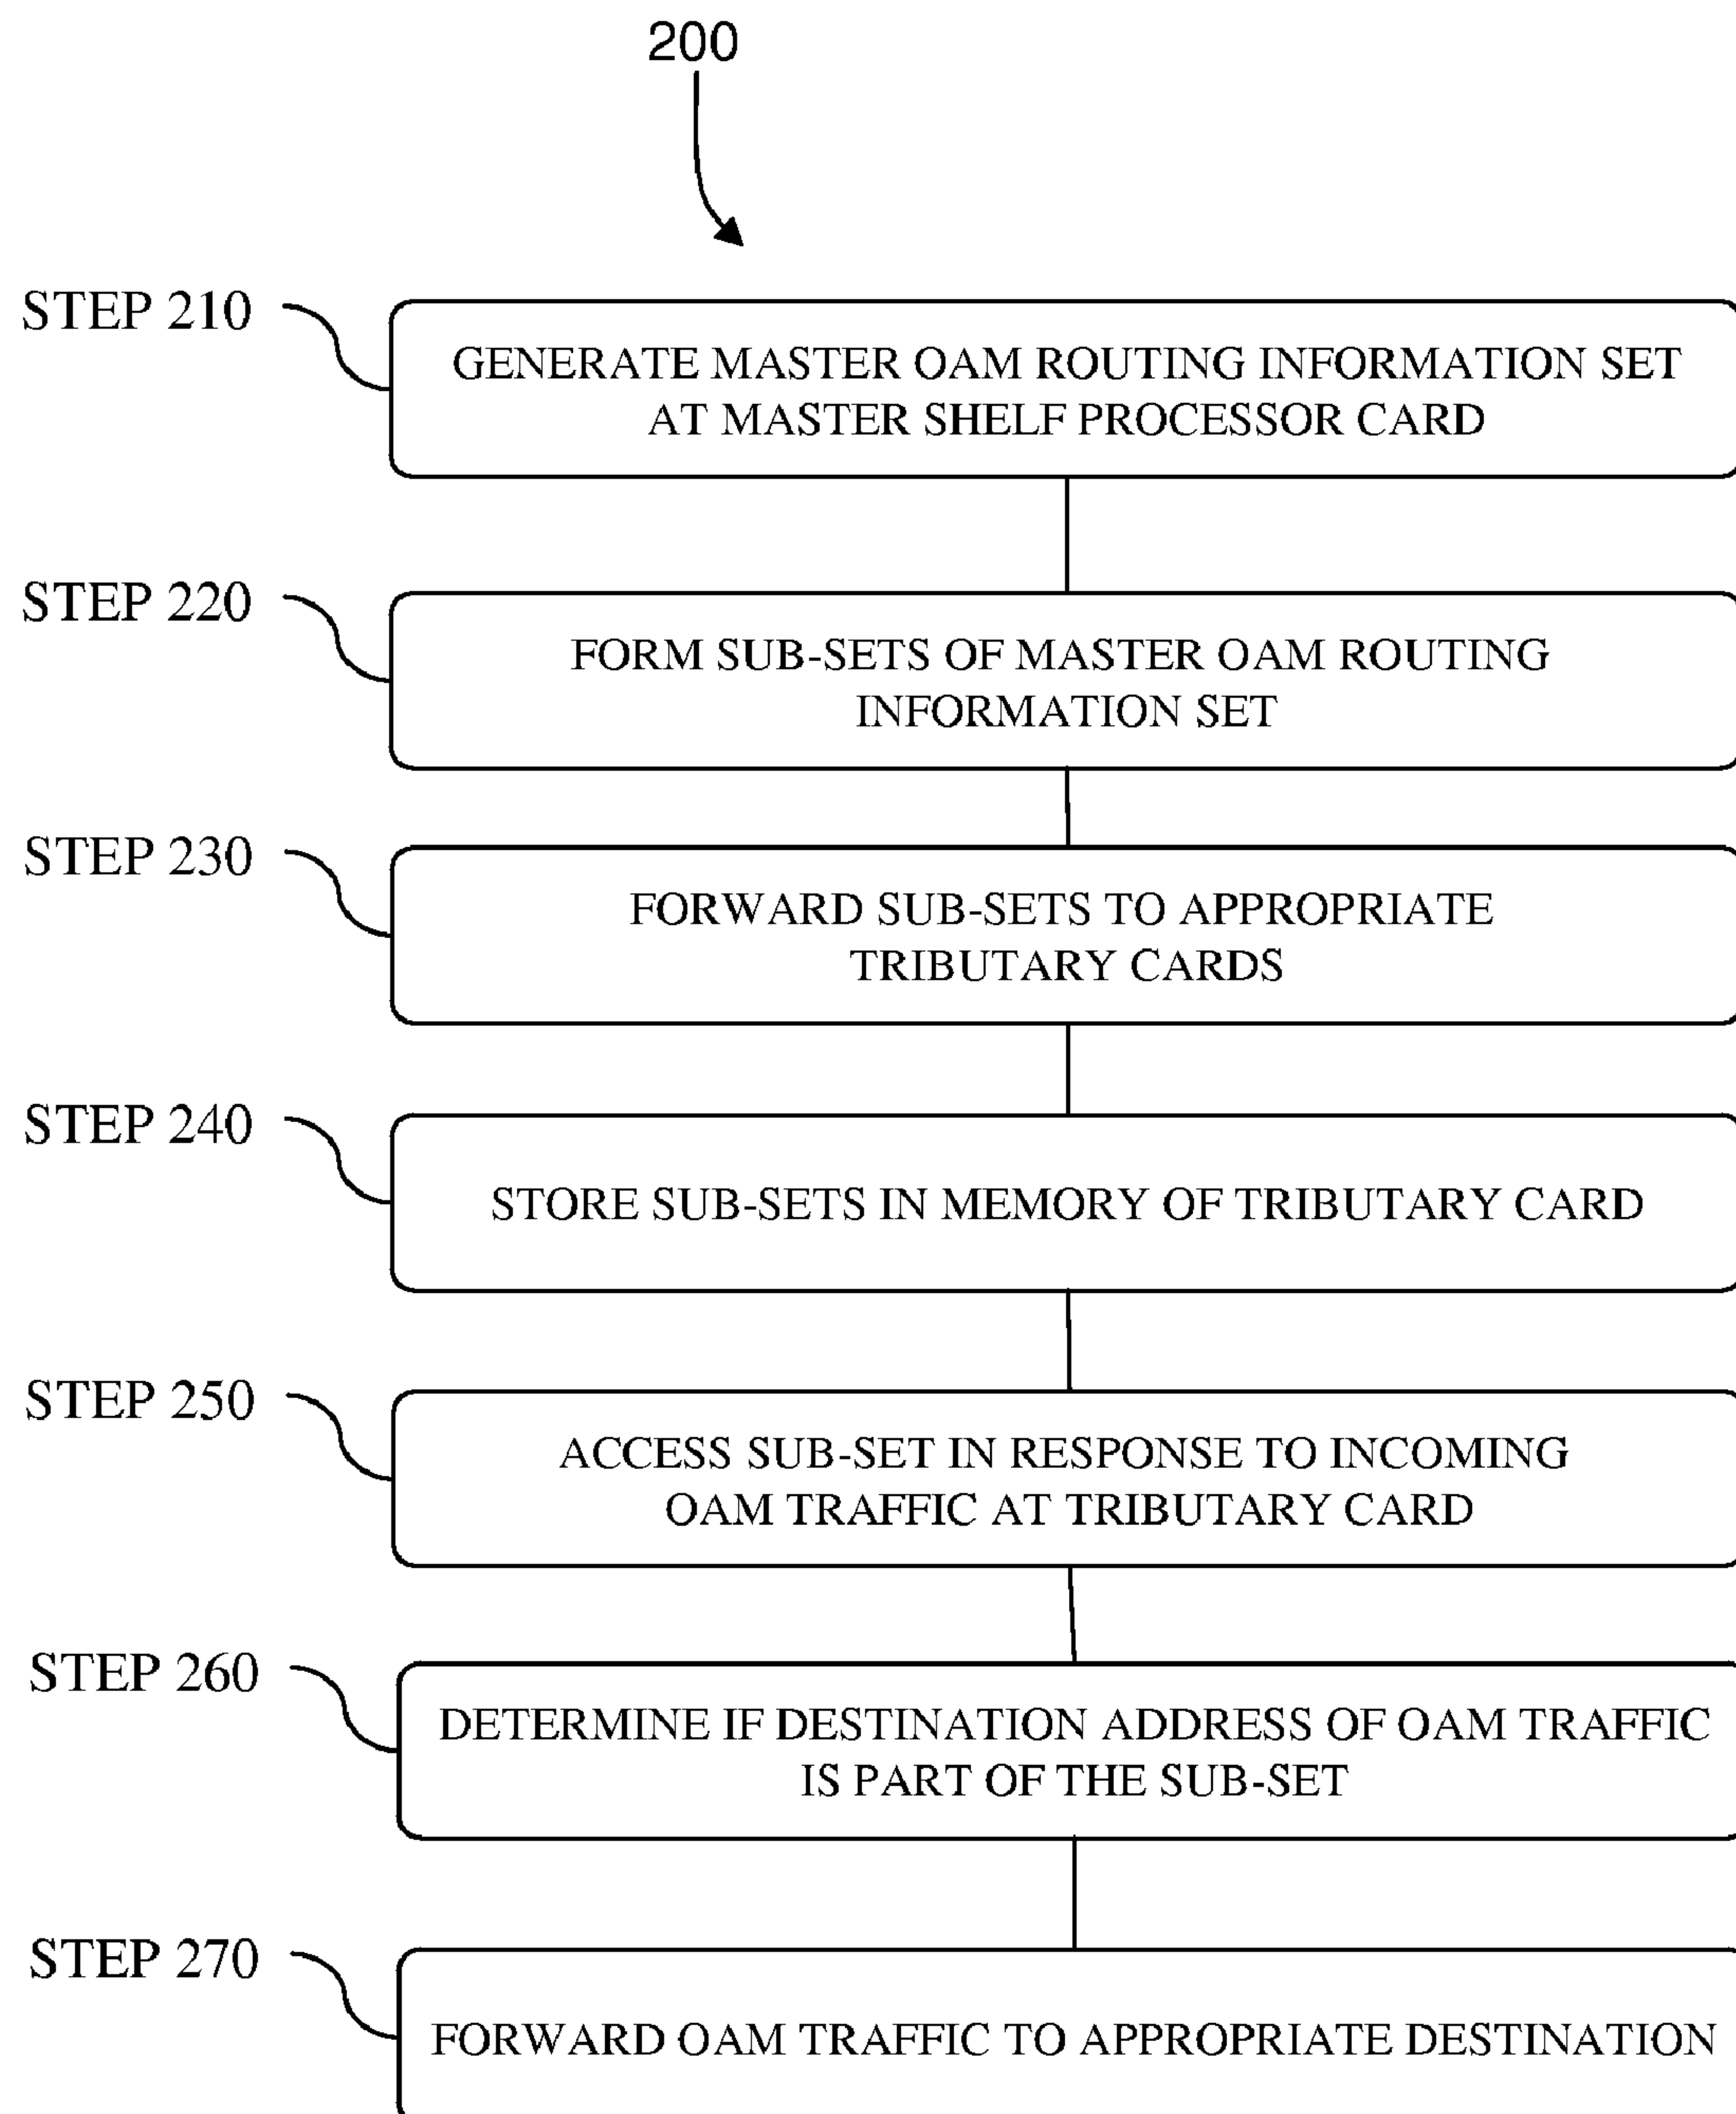 200
STEP 210
GENERATE MASTER OAM ROUTING INFORMATION SET
AT MASTER SHELF PROCESSOR CARD
STEP 220
FORM SUB-SETS OF MASTER OAM ROUTING
INFORMATION SET
STEP 230
FORWARD SUB-SETS TO APPROPRIATE
TRIBUTARY CARDS
STEP 240
STORE SUB-SETS IN MEMORY OF TRIBUTARY CARD
STEP 250
ACCESS SUB-SET IN RESPONSE TO INCOMING
OAM TRAFFIC AT TRIBUTARY CARD
STEP 260
DETERMINE IF DESTINATION ADDRESS OF OAM TRAFFIC
IS PART OF THE SUB-SET
STEP 270
FORWARD OAM TRAFFIC TO APPROPRIATE DESTINATION